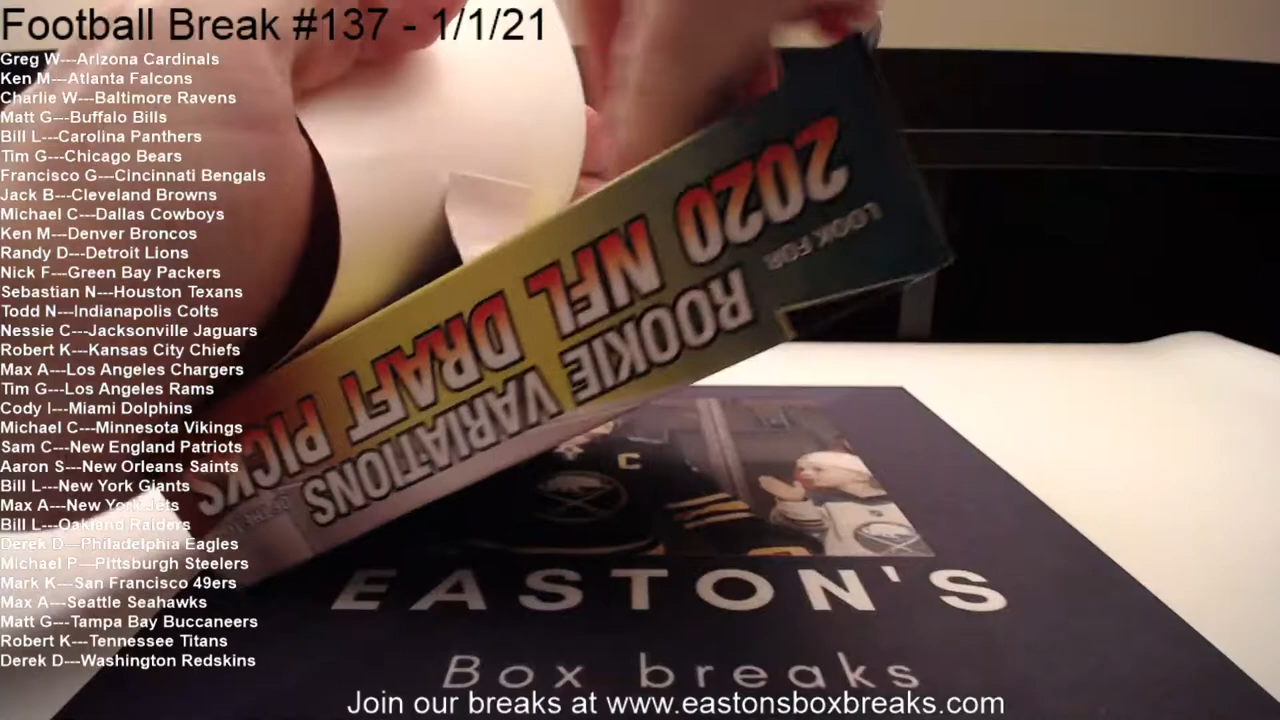 Football Break #137 - 1/1/21
Greg W---Arizona Cardinals
Ken M---Atlanta Falcons
Charlie W---Baltimore Ravens
Matt G---Buffalo Bills
Bill L---Carolina Panthers
Tim G---Chicago Bears
Francisco G---Cincinnati Bengals
Jack B---Cleveland Browns
Michael C---Dallas Cowboys
Ken M---Denver Broncos
Randy D---Detroit Lions
Nick F---Green Bay Packers
Sebastian N---Houston Texans
Todd N---Indianapolis Colts
Nessie C---Jacksonville Jaguars
Robert K---Kansas City Chiefs
Max A---Los Angeles Chargers
Tim G---Los Angeles Rams
Cody I---Miami Dolphins
Michael C---Minnesota Vikings
Sam C---New England Patriots
Aaron S---New Orleans Saints
Bill L---New York Giants
Max A---New York Jets
Bill L---Oakland Raiders
Derek D---Philadelphia Eagles
Michael P---Pittsburgh Steelers
Mark K---San Francisco 49ers
Max A---Seattle Seahawks
Matt G---Tampa Bay Buccaneers
Robert K---Tennessee Titans
Derek D---Washington Redskins
LOOK FOR
ROOKIE VARIATIONS
2020 NFL DRAFT PICKS
C
EASTON'S
Box breaks
Join our breaks at www.eastonsboxbreaks.com